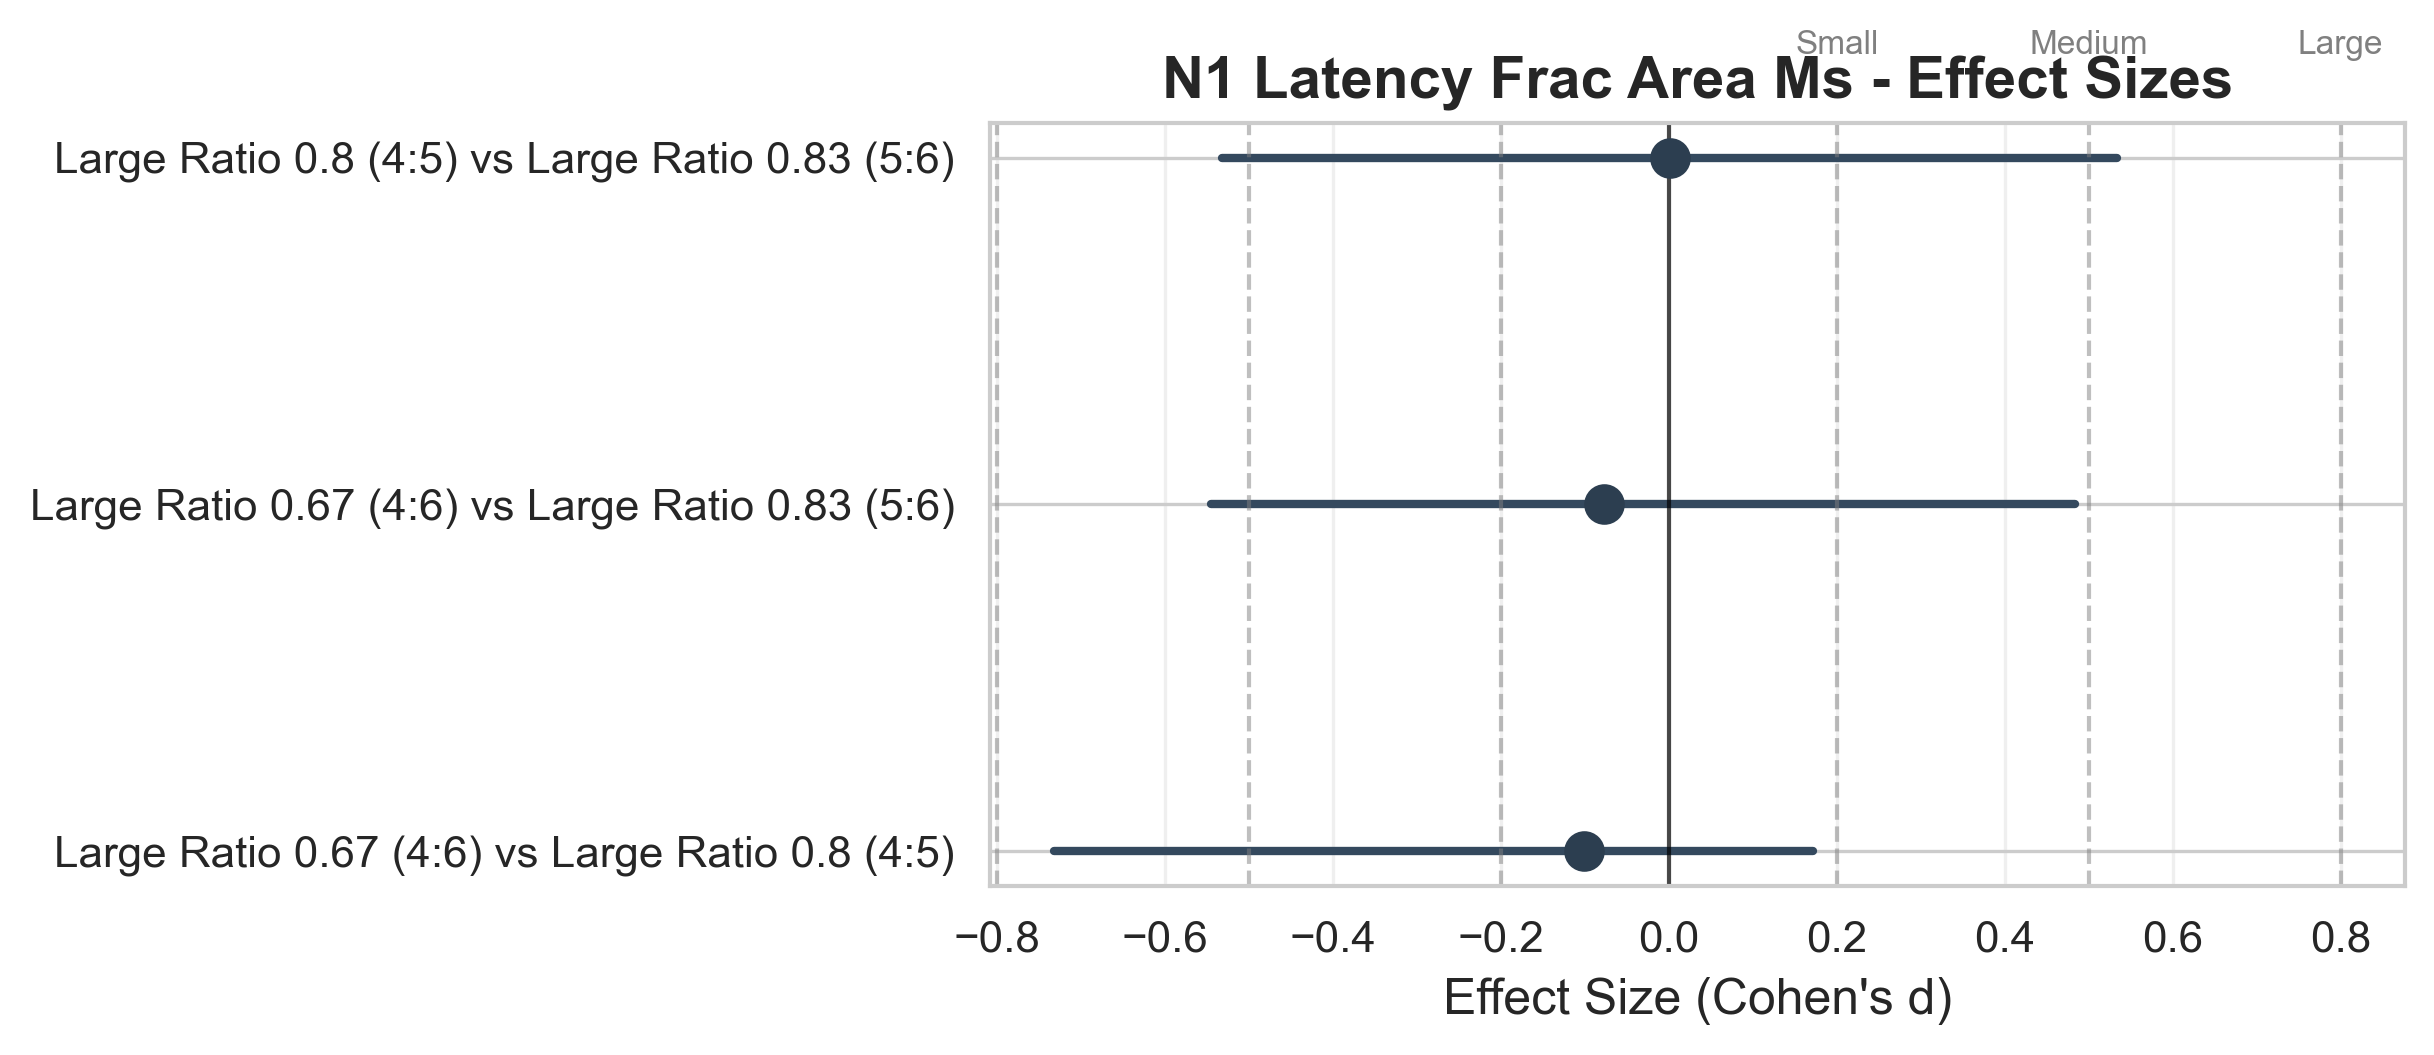 Small Medium Large
N1 Latency Frac Area Ms - Effect Sizes
Large Ratio 0.8 (4:5) vs Large Ratio 0.83 (5:6)
Large Ratio 0.67 (4:6) vs Large Ratio 0.83 (5:6)
Large Ratio 0.67 (4:6) vs Large Ratio 0.8 (4:5)
−0.8 −0.6 −0.4 −0.2 0.0 0.2 0.4 0.6 0.8
Effect Size (Cohen's d)